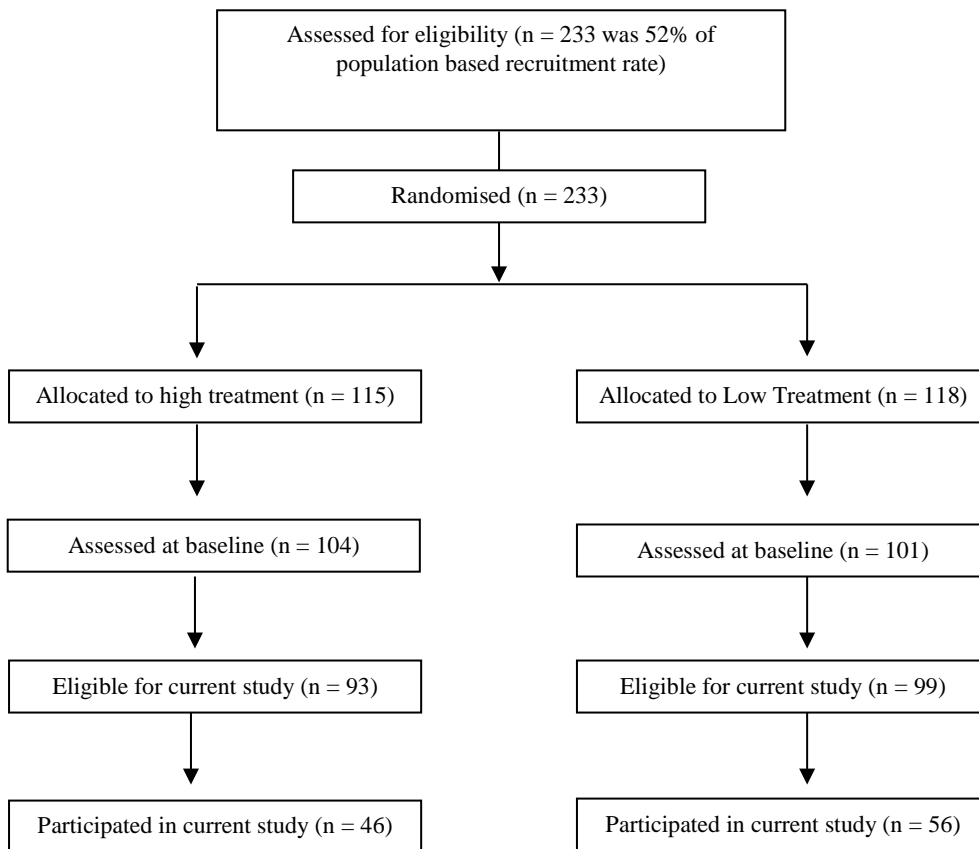 Assessed for eligibility (n = 233 was 52% of
population based recruitment rate)
Randomised (n = 233)
Allocated to high treatment (n = 115)
Allocated to Low Treatment (n = 118)
Assessed at baseline (n = 104)
Assessed at baseline (n = 101)
Eligible for current study (n = 93)
Eligible for current study (n = 99)
Participated in current study (n = 46)
Participated in current study (n = 56)